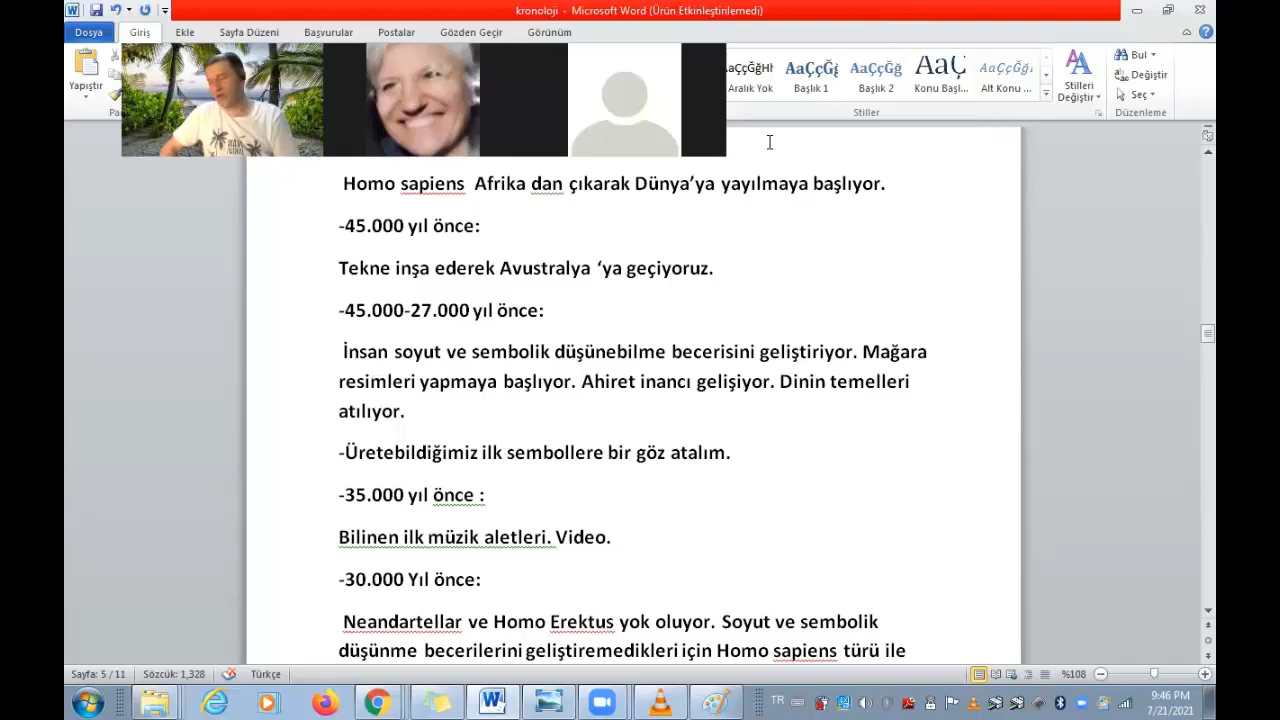 kronoloji - Microsoft Word (Ürün Etkinleştirilemedi)
Dosya Giriş Ekle Sayfa Düzeni Başvurular Postalar Gözden Geçir Görünüm
Yapıştır
AaÇçĞğHł AaÇçĞğ AaÇçĞğ AaÇç AaÇçĞğl
Aralık Yok Başlık 1 Başlık 2 Konu Başl... Alt Konu ...
Stilleri Değiştir
Bul
Değiştir
Seç
Stiller Düzenleme
Homo sapiens Afrika dan çıkarak Dünya’ya yayılmaya başlıyor.
-45.000 yıl önce:
Tekne inşa ederek Avustralya ‘ya geçiyoruz.
-45.000-27.000 yıl önce:
İnsan soyut ve sembolik düşünebilme becerisini geliştiriyor. Mağara
resimleri yapmaya başlıyor. Ahiret inancı gelişiyor. Dinin temelleri
atılıyor.
-Üretebildiğimiz ilk sembollere bir göz atalım.
-35.000 yıl önce :
Bilinen ilk müzik aletleri. Video.
-30.000 Yıl önce:
Neandartellar ve Homo Erektus yok oluyor. Soyut ve sembolik
düşünme becerilerini geliştiremedikleri için Homo sapiens türü ile
Sayfa: 5 / 11 Sözcük: 1,328 Türkçe %108
TR
9:46 PM
7/21/2021